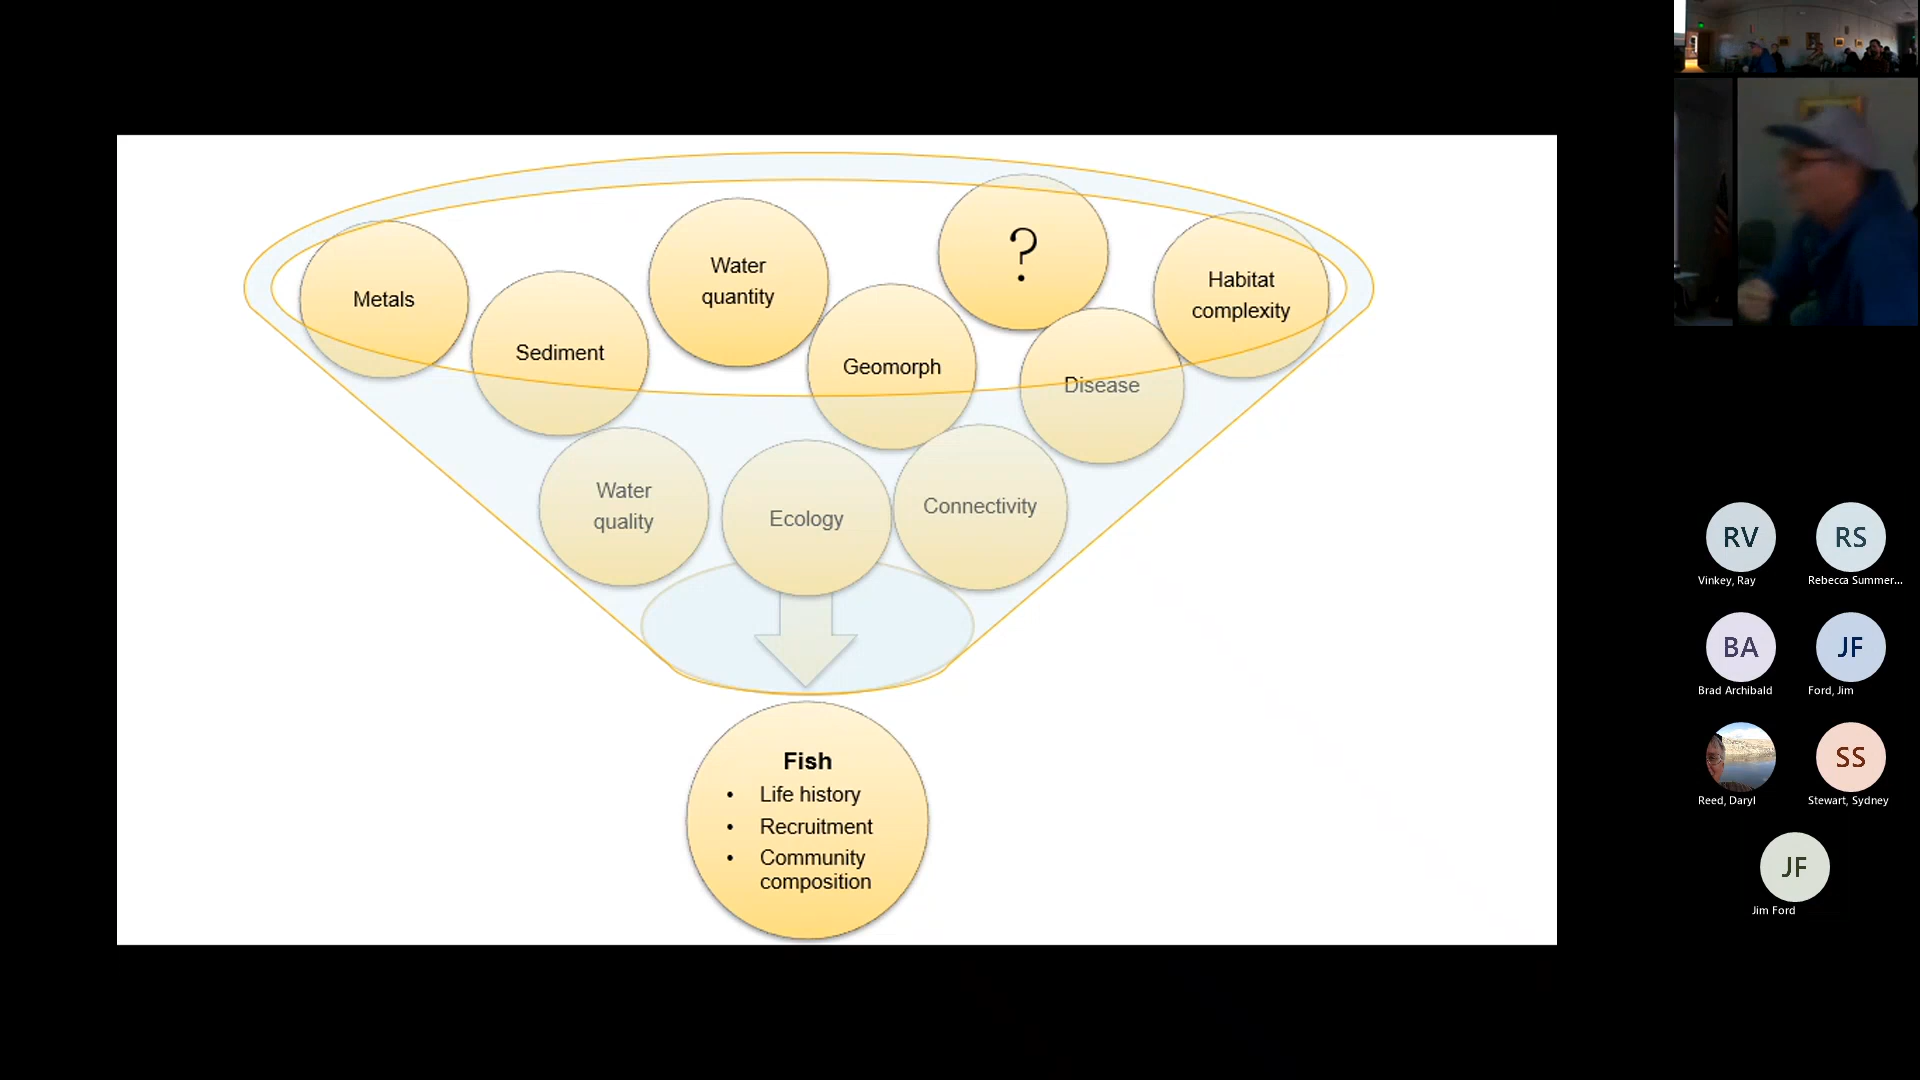 Metals
Sediment
Water
quantity
Geomorph
?
Disease
Habitat
complexity
Water
quality
Ecology
Connectivity
Fish
• Life history
• Recruitment
• Community
composition
RV
Vinkey, Ray
RS
Rebecca Summer...
BA
Brad Archibald
JF
Ford, Jim
Reed, Daryl
SS
Stewart, Sydney
JF
Jim Ford